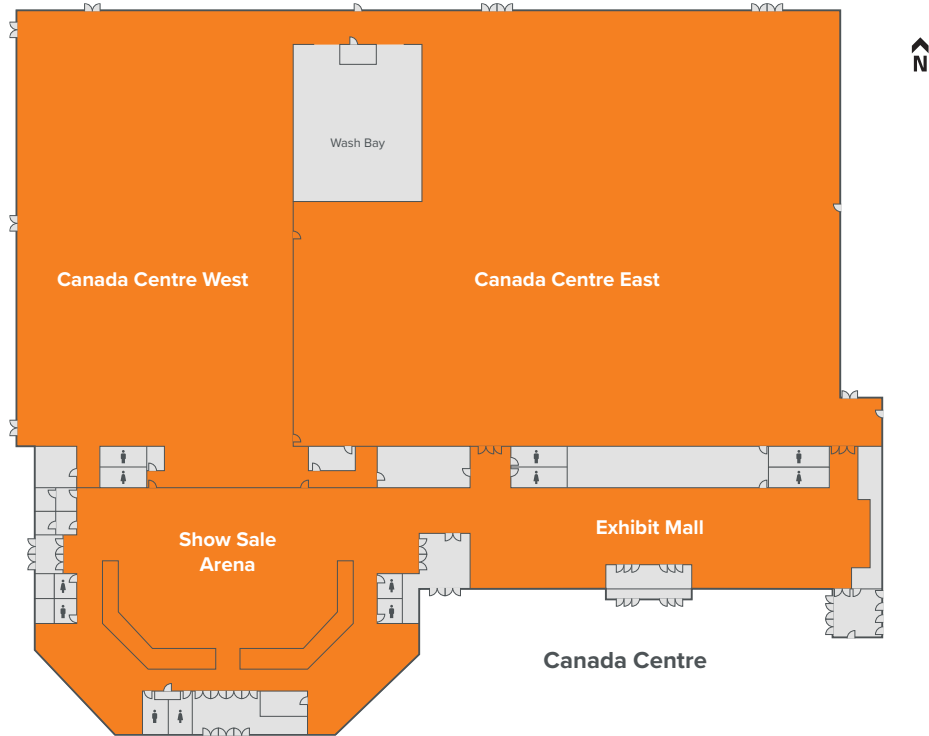 N
Wash Bay
Canada Centre West
Canada Centre East
Show Sale
Arena
Exhibit Mall
Canada Centre